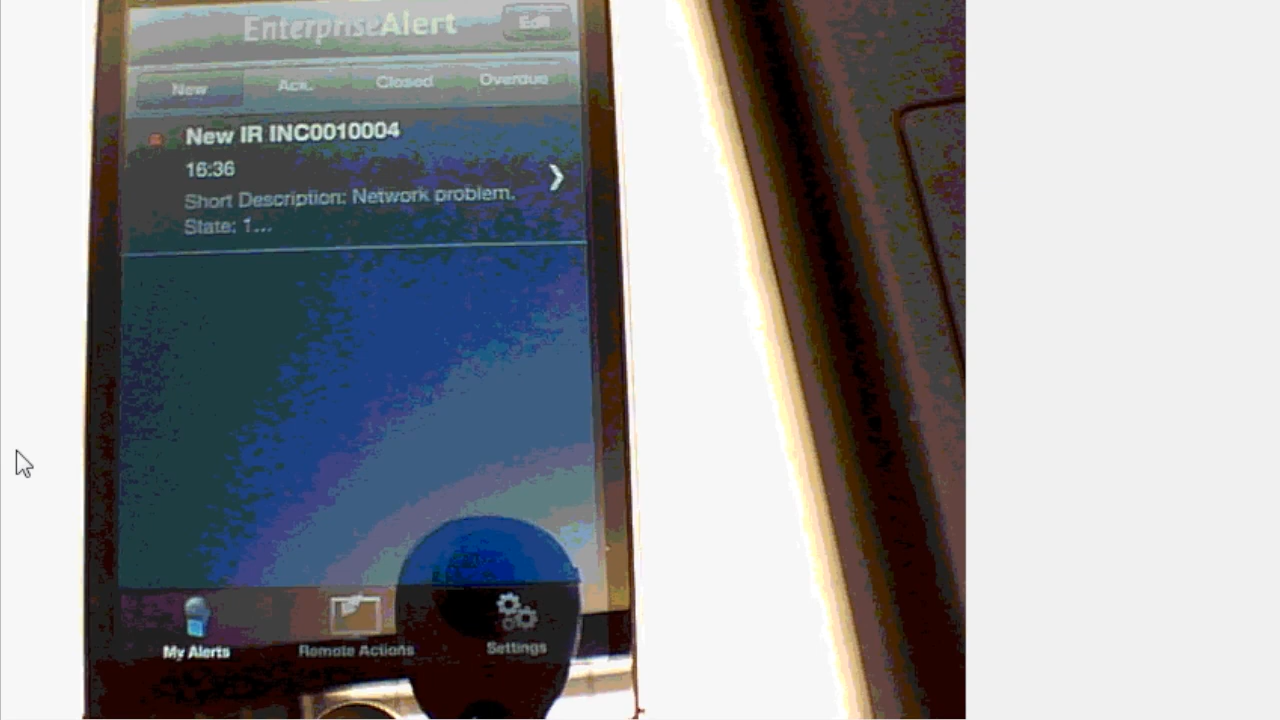 EnterpriseAlert Edit
New Ack. Closed Overdue
New IR INC0010004
16:36
Short Description: Network problem.
State: 1...
My Alerts Remote Actions Settings